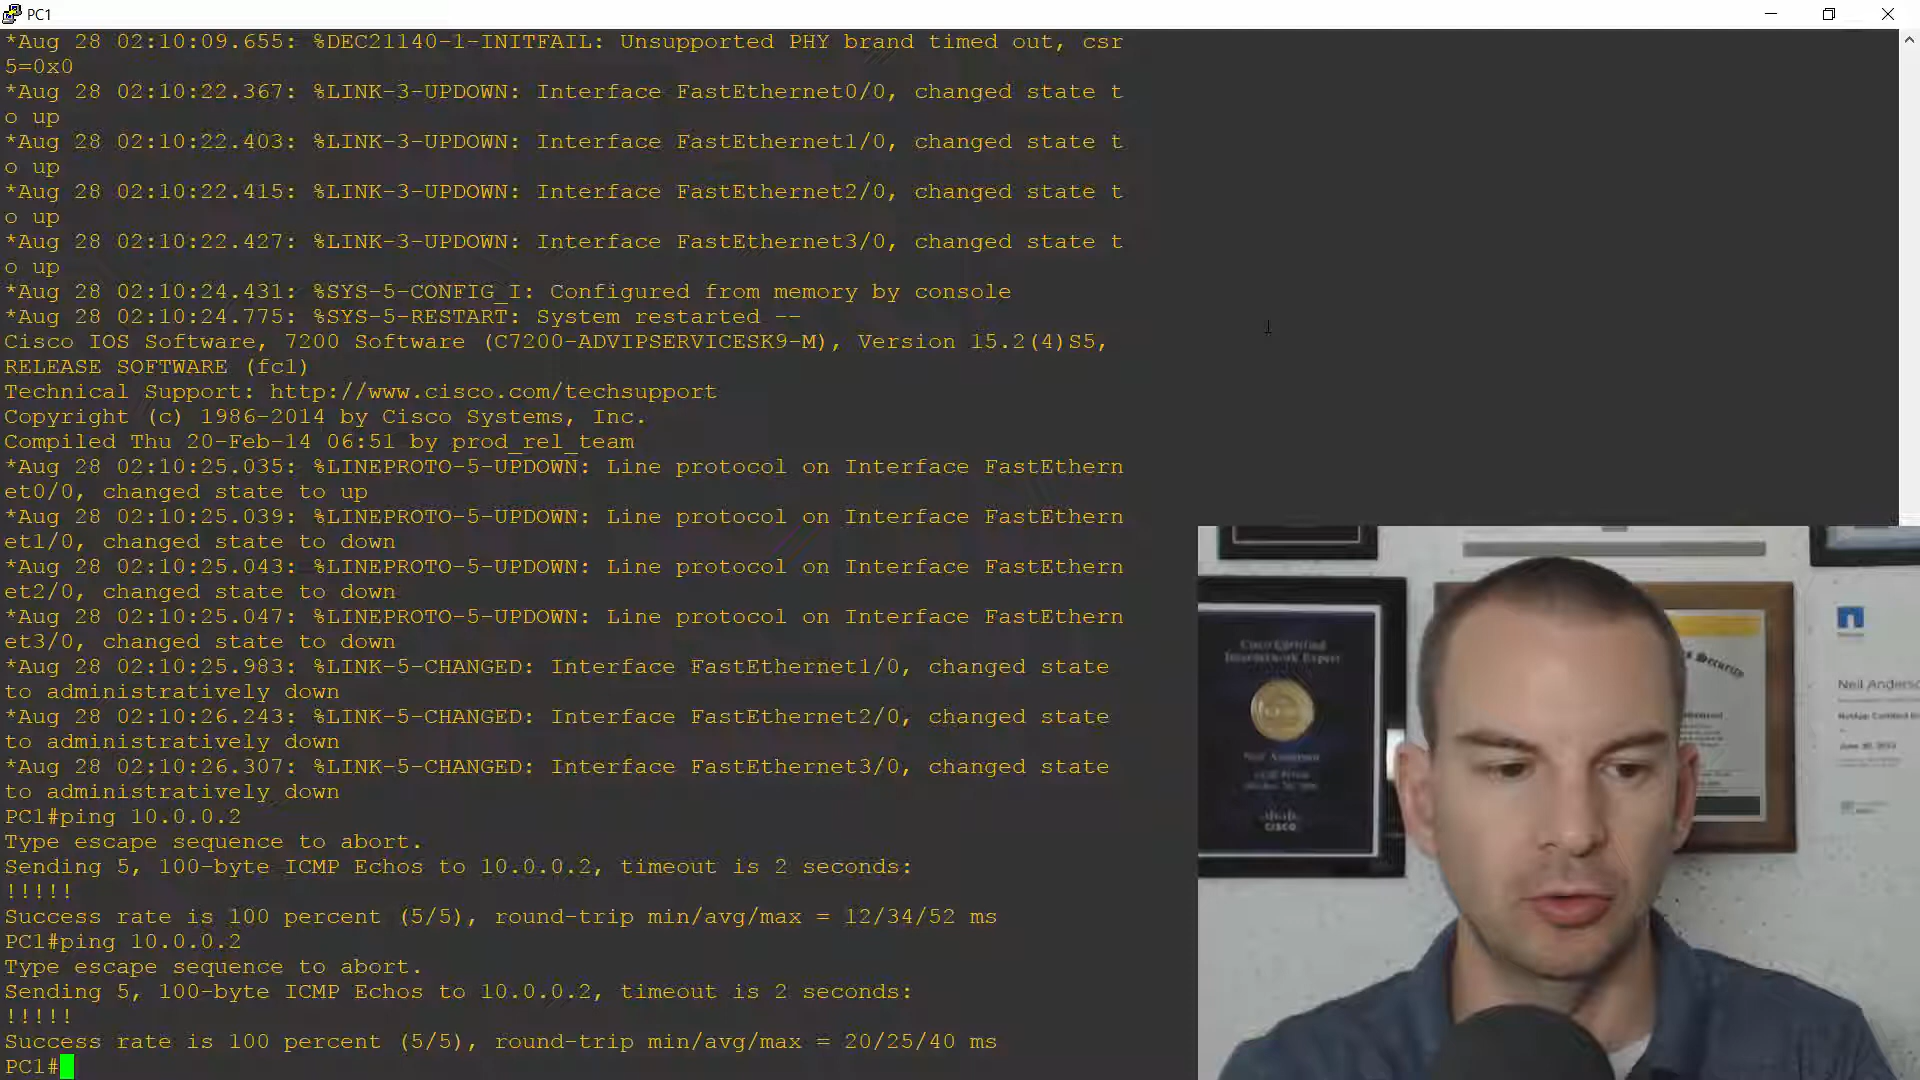 PC1
*Aug 28 02:10:09.655: %DEC21140-1-INITFAIL: Unsupported PHY brand timed out, csr
5=0x0
*Aug 28 02:10:22.367: %LINK-3-UPDOWN: Interface FastEthernet0/0, changed state t
o up
*Aug 28 02:10:22.403: %LINK-3-UPDOWN: Interface FastEthernet1/0, changed state t
o up
*Aug 28 02:10:22.415: %LINK-3-UPDOWN: Interface FastEthernet2/0, changed state t
o up
*Aug 28 02:10:22.427: %LINK-3-UPDOWN: Interface FastEthernet3/0, changed state t
o up
*Aug 28 02:10:24.431: %SYS-5-CONFIG_I: Configured from memory by console
*Aug 28 02:10:24.775: %SYS-5-RESTART: System restarted --
Cisco IOS Software, 7200 Software (C7200-ADVIPSERVICESK9-M), Version 15.2(4)S5,
RELEASE SOFTWARE (fc1)
Technical Support: http://www.cisco.com/techsupport
Copyright (c) 1986-2014 by Cisco Systems, Inc.
Compiled Thu 20-Feb-14 06:51 by prod_rel_team
*Aug 28 02:10:25.035: %LINEPROTO-5-UPDOWN: Line protocol on Interface FastEthern
et0/0, changed state to up
*Aug 28 02:10:25.039: %LINEPROTO-5-UPDOWN: Line protocol on Interface FastEthern
et1/0, changed state to down
*Aug 28 02:10:25.043: %LINEPROTO-5-UPDOWN: Line protocol on Interface FastEthern
et2/0, changed state to down
*Aug 28 02:10:25.047: %LINEPROTO-5-UPDOWN: Line protocol on Interface FastEthern
et3/0, changed state to down
*Aug 28 02:10:25.983: %LINK-5-CHANGED: Interface FastEthernet1/0, changed state
to administratively down
*Aug 28 02:10:26.243: %LINK-5-CHANGED: Interface FastEthernet2/0, changed state
to administratively down
*Aug 28 02:10:26.307: %LINK-5-CHANGED: Interface FastEthernet3/0, changed state
to administratively down
PC1#ping 10.0.0.2
Type escape sequence to abort.
Sending 5, 100-byte ICMP Echos to 10.0.0.2, timeout is 2 seconds:
!!!!!
Success rate is 100 percent (5/5), round-trip min/avg/max = 12/34/52 ms
PC1#ping 10.0.0.2
Type escape sequence to abort.
Sending 5, 100-byte ICMP Echos to 10.0.0.2, timeout is 2 seconds:
!!!!!
Success rate is 100 percent (5/5), round-trip min/avg/max = 20/25/40 ms
PC1#
Cisco Certified
Internetwork Expert
Neil Anderson
CISCO
Neil Anderso